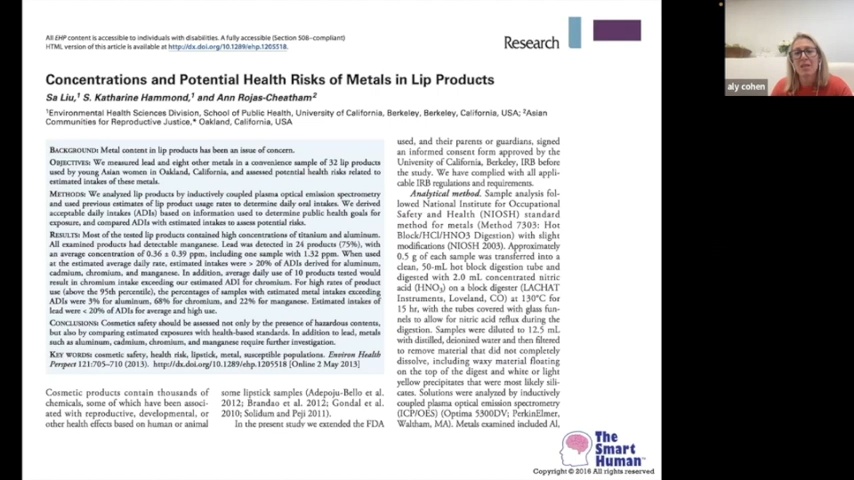 All EHP content is accessible to individuals with disabilities. A fully accessible (Section 508–compliant)
HTML version of this article is available at http://dx.doi.org/10.1289/ehp.1205518.
Research
Concentrations and Potential Health Risks of Metals in Lip Products
Sa Liu,1 S. Katharine Hammond,1 and Ann Rojas-Cheatham2
1Environmental Health Sciences Division, School of Public Health, University of California, Berkeley, Berkeley, California, USA; 2Asian
Communities for Reproductive Justice,* Oakland, California, USA
BACKGROUND: Metal content in lip products has been an issue of concern.
OBJECTIVES: We measured lead and eight other metals in a convenience sample of 32 lip products
used by young Asian women in Oakland, California, and assessed potential health risks related to
estimated intakes of these metals.
METHODS: We analyzed lip products by inductively coupled plasma optical emission spectrometry
and used previous estimates of lip product usage rates to determine daily oral intakes. We derived
acceptable daily intakes (ADIs) based on information used to determine public health goals for
exposure, and compared ADIs with estimated intakes to assess potential risks.
RESULTS: Most of the tested lip products contained high concentrations of titanium and aluminum.
All examined products had detectable manganese. Lead was detected in 24 products (75%), with
an average concentration of 0.36 ± 0.39 ppm, including one sample with 1.32 ppm. When used
at the estimated average daily rate, estimated intakes were > 20% of ADIs derived for aluminum,
cadmium, chromium, and manganese. In addition, average daily use of 10 products tested would
result in chromium intake exceeding our estimated ADI for chromium. For high rates of product
use (above the 95th percentile), the percentages of samples with estimated metal intakes exceeding
ADIs were 3% for aluminum, 68% for chromium, and 22% for manganese. Estimated intakes of
lead were < 20% of ADIs for average and high use.
CONCLUSIONS: Cosmetics safety should be assessed not only by the presence of hazardous contents,
but also by comparing estimated exposures with health-based standards. In addition to lead, metals
such as aluminum, cadmium, chromium, and manganese require further investigation.
KEY WORDS: cosmetic safety, health risk, lipstick, metal, susceptible populations. Environ Health
Perspect 121:705–710 (2013). http://dx.doi.org/10.1289/ehp.1205518 [Online 2 May 2013]
Cosmetic products contain thousands of
chemicals, some of which have been associ-
ated with reproductive, developmental, or
other health effects based on human or animal
some lipstick samples (Adepoju-Bello et al.
2012; Brandao et al. 2012; Gondal et al.
2010; Solidum and Peji 2011).
In the present study we extended the FDA
used, and their parents or guardians, signed
an informed consent form approved by the
University of California, Berkeley, IRB before
the study. We have complied with all appli-
cable IRB regulations and requirements.
Analytical method. Sample analysis fol-
lowed National Institute for Occupational
Safety and Health (NIOSH) standard
method for metals (Method 7303: Hot
Block/HCl/HNO3 Digestion) with slight
modifications (NIOSH 2003). Approximately
0.5 g of each sample was transferred into a
clean, 50-mL hot block digestion tube and
digested with 2.0 mL concentrated nitric
acid (HNO3) on a block digester (LACHAT
Instruments, Loveland, CO) at 130°C for
15 hr, with the tubes covered with glass fun-
nels to allow for nitric acid reflux during the
digestion. Samples were diluted to 12.5 mL
with distilled, deionized water and then filtered
to remove material that did not completely
dissolve, including waxy material floating
on the top of the digest and white or light
yellow precipitates that were most likely sili-
cates. Solutions were analyzed by inductively
coupled plasma optical emission spectrometry
(ICP/OES) (Optima 5300DV; PerkinElmer,
Waltham, MA). Metals examined included Al,
The
Smart
Human™
Copyright © 2016 All rights reserved
aly cohen